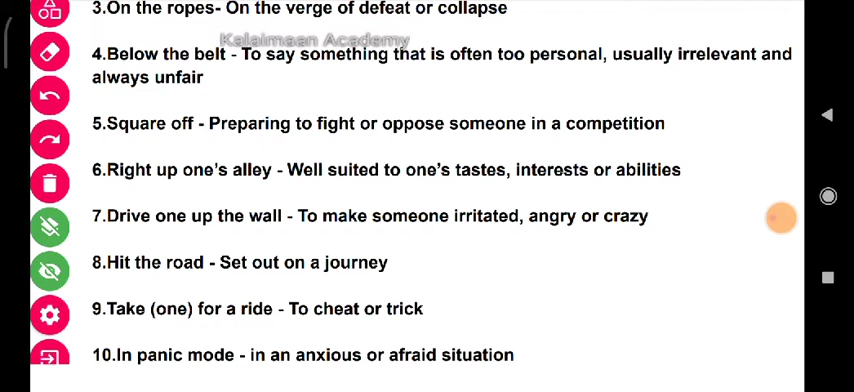 3.On the ropes- On the verge of defeat or collapse
Kalaimaan Academy
4.Below the belt - To say something that is often too personal, usually irrelevant and
always unfair
5.Square off - Preparing to fight or oppose someone in a competition
6.Right up one's alley - Well suited to one's tastes, interests or abilities
7.Drive one up the wall - To make someone irritated, angry or crazy
8.Hit the road - Set out on a journey
9.Take (one) for a ride - To cheat or trick
10.In panic mode - in an anxious or afraid situation